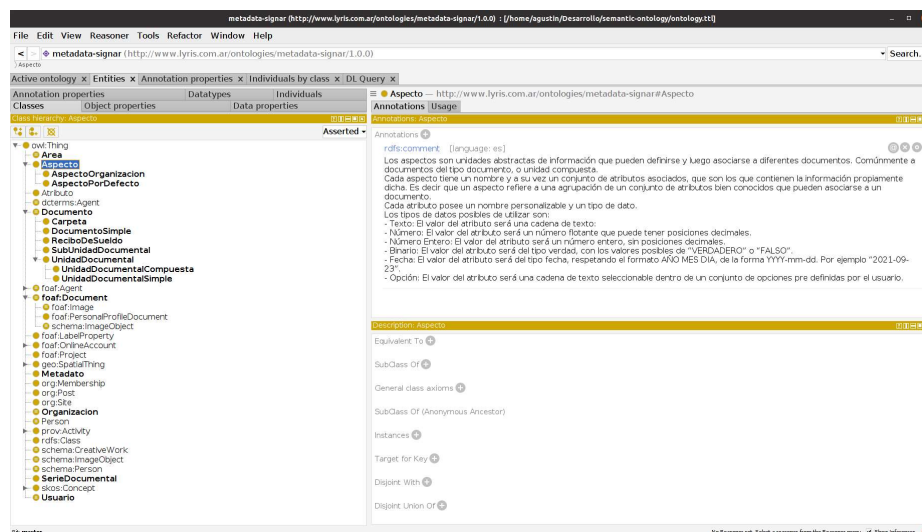 metadata-signar (http://www.lyris.com.ar/ontologies/metadata-signar/1.0.0) : [/home/agustin/Desarrollo/semantic-ontology/ontology.ttl]
File Edit View Reasoner Tools Refactor Window Help
< > metadata-signar (http://www.lyris.com.ar/ontologies/metadata-signar/1.0.0) Search...
Aspecto
Active ontology x Entities x Annotation properties x Individuals by class x DL Query x
Annotation properties Datatypes Individuals
Classes Object properties Data properties
Class hierarchy: Aspecto
Asserted
owl:Thing
Area
Aspecto
AspectoOrganizacion
AspectoPorDefecto
Atributo
dcterms:Agent
Documento
Carpeta
DocumentoSimple
ReciboDeSueldo
SubUnidadDocumental
UnidadDocumental
UnidadDocumentalCompuesta
UnidadDocumentalSimple
foaf:Agent
foaf:Document
foaf:Image
foaf:PersonalProfileDocument
schema:ImageObject
foaf:LabelProperty
foaf:OnlineAccount
foaf:Project
geo:SpatialThing
Metadato
org:Membership
org:Post
org:Site
Organizacion
Person
prov:Activity
rdfs:Class
schema:CreativeWork
schema:ImageObject
schema:Person
SerieDocumental
skos:Concept
Usuario
Aspecto — http://www.lyris.com.ar/ontologies/metadata-signar#Aspecto
Annotations Usage
Annotations: Aspecto
Annotations
rdfs:comment [language: es]
Los aspectos son unidades abstractas de información que pueden definirse y luego asociarse a diferentes documentos. Comúnmente a
documentos del tipo documento, o unidad compuesta.
Cada aspecto tiene un nombre y a su vez un conjunto de atributos asociados, que son los que contienen la información propiamente
dicha. Es decir que un aspecto refiere a una agrupación de un conjunto de atributos bien conocidos que pueden asociarse a un
documento.
Cada atributo posee un nombre personalizable y un tipo de dato.
Los tipos de datos posibles de utilizar son:
- Texto: El valor del atributo será una cadena de texto:
- Número: El valor del atributo será un número flotante que puede tener posiciones decimales.
- Número Entero: El valor del atributo será un número entero, sin posiciones decimales.
- Binario: El valor del atributo será del tipo verdad, con los valores posibles de “VERDADERO” o “FALSO”.
- Fecha: El valor del atributo será del tipo fecha, respetando el formato AÑO MES DIA, de la forma YYYY-mm-dd. Por ejemplo “2021-09-
23”.
- Opción: El valor del atributo será una cadena de texto seleccionable dentro de un conjunto de opciones pre definidas por el usuario.
Description: Aspecto
Equivalent To
SubClass Of
General class axioms
SubClass Of (Anonymous Ancestor)
Instances
Target for Key
Disjoint With
Disjoint Union Of